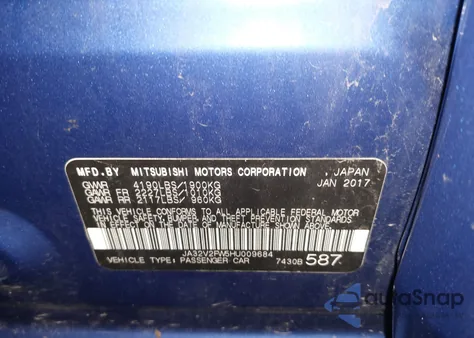 MFD.BY MITSUBISHI MOTORS CORPORATION JAPAN
JAN 2017
GVWR 4190LBS/1900KG
GAWR FR 2227LBS/1010KG
GAWR RR 2117LBS/ 960KG
THIS VEHICLE CONFORMS TO ALL APPLICABLE FEDERAL MOTOR
VEHICLE SAFETY, BUMPER, AND THEFT PREVENTION STANDARDS
IN EFFECT ON THE DATE OF MANUFACTURE SHOWN ABOVE.
JA32V2FW5HU009684
VEHICLE TYPE: PASSENGER CAR 7430B 587
autoSnap